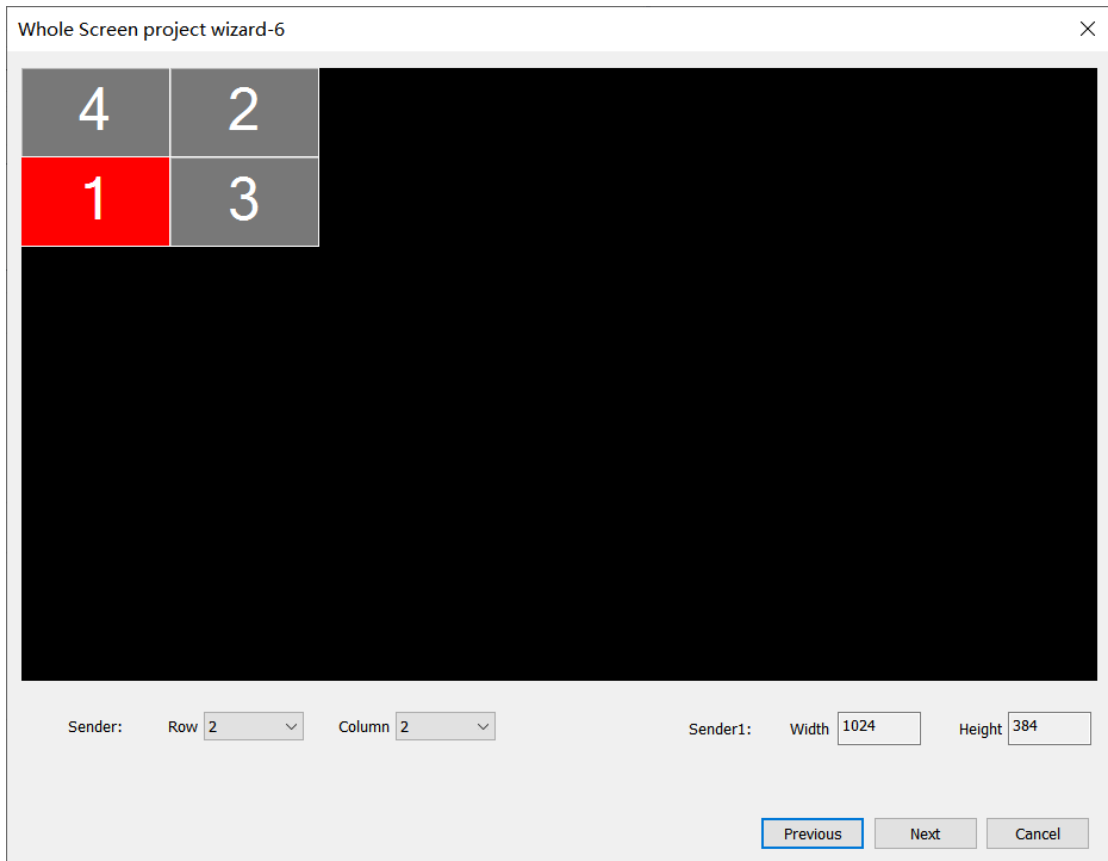 Whole Screen project wizard-6
4 2
1 3
Sender: Row 2 Column 2 Sender1: Width 1024 Height 384
Previous Next Cancel